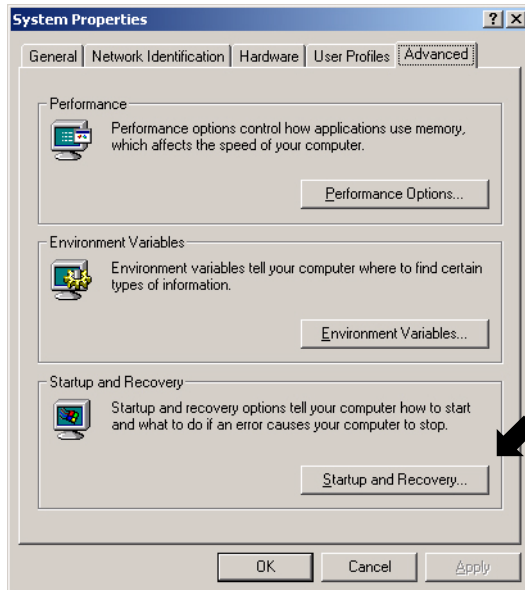 System Properties
? X
General Network Identification Hardware User Profiles Advanced
Performance
Performance options control how applications use memory,
which affects the speed of your computer.
Performance Options...
Environment Variables
Environment variables tell your computer where to find certain
types of information.
Environment Variables...
Startup and Recovery
Startup and recovery options tell your computer how to start
and what to do if an error causes your computer to stop.
Startup and Recovery...
OK Cancel Apply